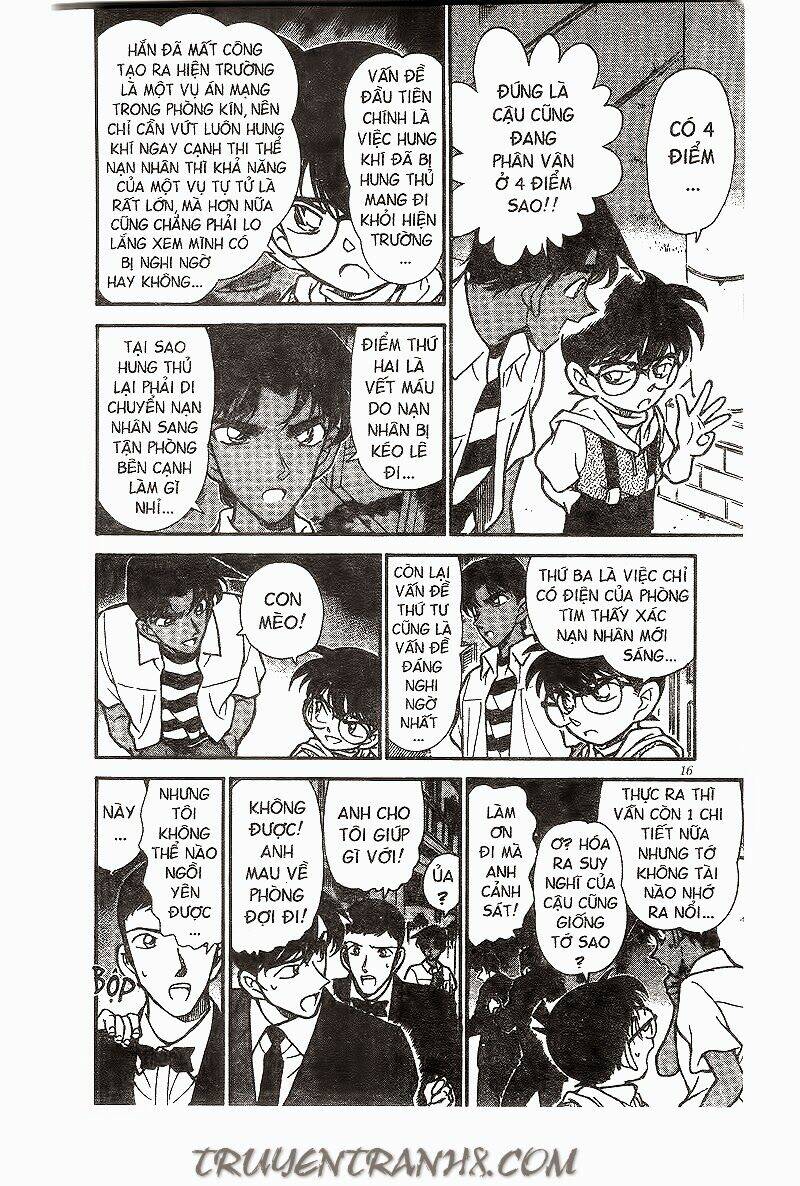 CÓ 4
ĐIỂM
...
ĐÚNG LÀ
CẬU CŨNG
ĐANG
PHÂN VÂN
Ở 4 ĐIỂM
SAO!!
VẤN ĐỀ
ĐẦU TIÊN
CHÍNH LÀ
VIỆC HUNG
KHÍ ĐÃ BỊ
HUNG THỦ
MANG ĐI
KHỎI HIỆN
TRƯỜNG
...
HẮN ĐÃ MẤT CÔNG
TẠO RA HIỆN TRƯỜNG
LÀ MỘT VỤ ÁN MẠNG
TRONG PHÒNG KÍN, NÊN
CHỈ CẦN VỨT LUÔN HUNG
KHÍ NGAY CẠNH THI THỂ
NẠN NHÂN THÌ KHẢ NĂNG
CỦA MỘT VỤ TỰ TỬ LÀ
RẤT LỚN, MÀ HƠN NỮA
CŨNG CHẲNG PHẢI LO
LẮNG XEM MÌNH CÓ
BỊ NGHI NGỜ
HAY KHÔNG...
ĐIỂM THỨ
HAI LÀ
VẾT MÁU
DO NẠN
NHÂN BỊ
KÉO LÊ
ĐI...
TẠI SAO
HUNG THỦ
LẠI PHẢI DI
CHUYỂN NẠN
NHÂN SANG
TẬN PHÒNG
BÊN CẠNH
LÀM GÌ
NHỈ...
THỨ BA LÀ VIỆC CHỈ
CÓ ĐIỆN CỦA PHÒNG
TÌM THẤY XÁC
NẠN NHÂN MỚI
SÁNG...
CÒN LẠI
VẤN ĐỀ
THỨ TƯ
CŨNG LÀ
VẤN ĐỀ
ĐÁNG
NGHI
NGỜ NHẤT
...
CON
MÈO!
16
THỰC RA THÌ
VẪN CÒN 1 CHI
TIẾT NỮA
NHƯNG TỚ
KHÔNG TÀI
NÀO NHỚ
RA NỔI...
Ơ? HÓA
RA SUY
NGHĨ CỦA
CẬU CŨNG
GIỐNG
TỚ SAO
?
LÀM
ƠN
ĐI MÀ
ANH
CẢNH
SÁT!
ỦA
?
ANH CHO
TÔI GIÚP
GÌ VỚI!
KHÔNG
ĐƯỢC!
ANH
MAU VỀ
PHÒNG
ĐỢI ĐI!
NHƯNG
TÔI
KHÔNG
THỂ NÀO
NGỒI
YÊN
ĐƯỢC
...
NÀY
...
BỘP
TRUYENTRANH8.COM